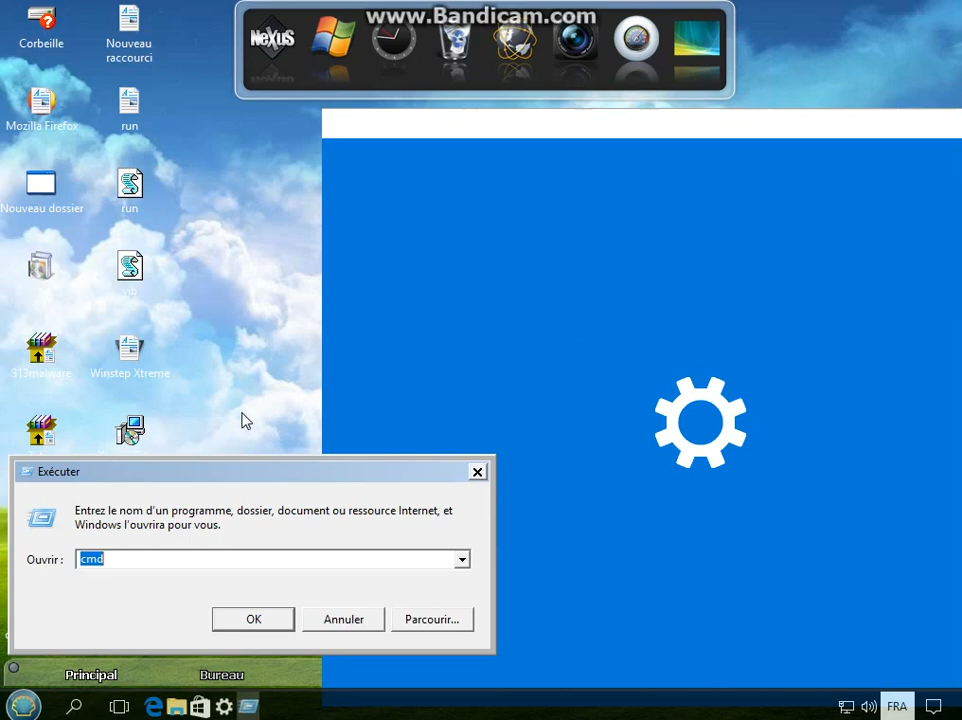 www.Bandicam.com
NeXuS
Corbeille
Nouveau
raccourci
Mozilla Firefox
run
Nouveau dossier
run
vib
313malware
Winstep Xtreme
Exécuter
Entrez le nom d'un programme, dossier, document ou ressource Internet, et
Windows l'ouvrira pour vous.
Ouvrir :
cmd
OK
Annuler
Parcourir...
Principal
Bureau
FRA